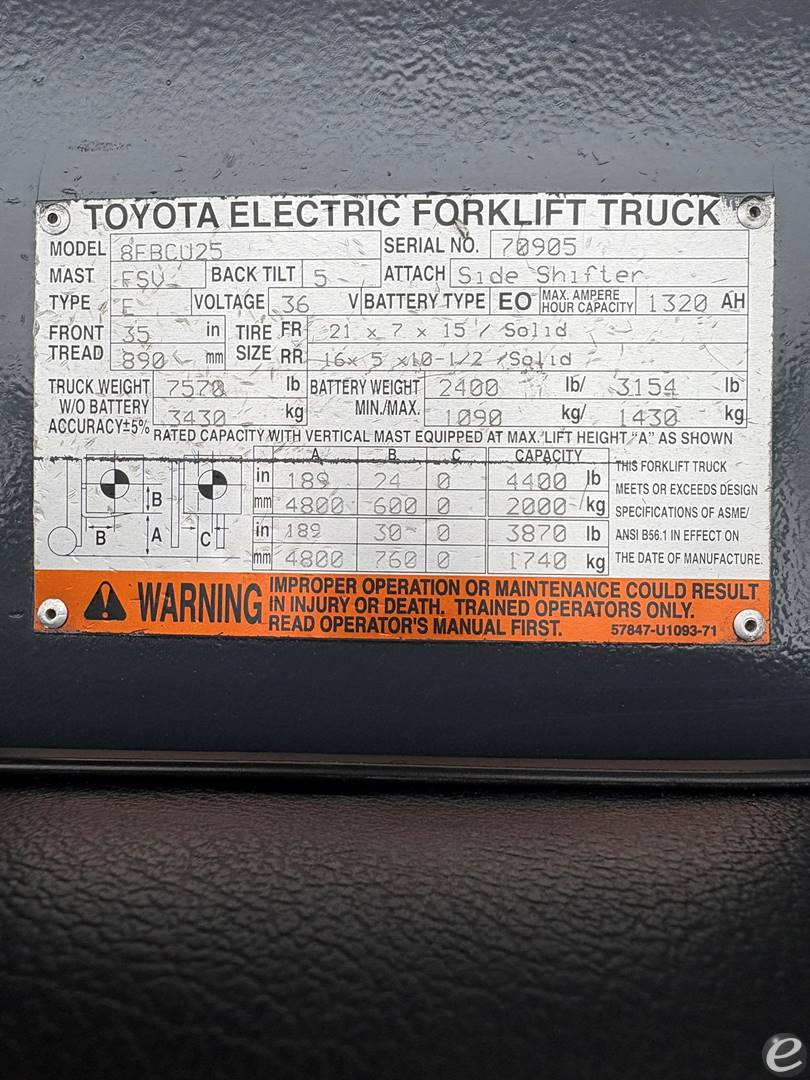 TOYOTA ELECTRIC FORKLIFT TRUCK
MODEL 8FBCU25 SERIAL NO. 70905
MAST FSV BACK TILT 5 ATTACH Side Shifter
TYPE E VOLTAGE 36 V BATTERY TYPE EO MAX. AMPERE HOUR CAPACITY 1320 AH
FRONT TREAD 35 in TIRE SIZE FR 21 x 7 x 15 / Solid
890 mm RR 16x 5 x10-1/2 /Solid
TRUCK WEIGHT 7570 lb BATTERY WEIGHT 2400 lb/ 3154 lb
W/O BATTERY 3430 kg MIN./MAX. 1090 kg/ 1430 kg
ACCURACY±5%
RATED CAPACITY WITH VERTICAL MAST EQUIPPED AT MAX. LIFT HEIGHT "A" AS SHOWN
A B C CAPACITY
in 189 24 0 4400 lb
mm 4800 600 0 2000 kg
in 189 30 0 3870 lb
mm 4800 760 0 1740 kg
B
B A C
THIS FORKLIFT TRUCK
MEETS OR EXCEEDS DESIGN
SPECIFICATIONS OF ASME/
ANSI B56.1 IN EFFECT ON
THE DATE OF MANUFACTURE.
WARNING
IMPROPER OPERATION OR MAINTENANCE COULD RESULT
IN INJURY OR DEATH. TRAINED OPERATORS ONLY.
READ OPERATOR'S MANUAL FIRST. 57847-U1093-71
e